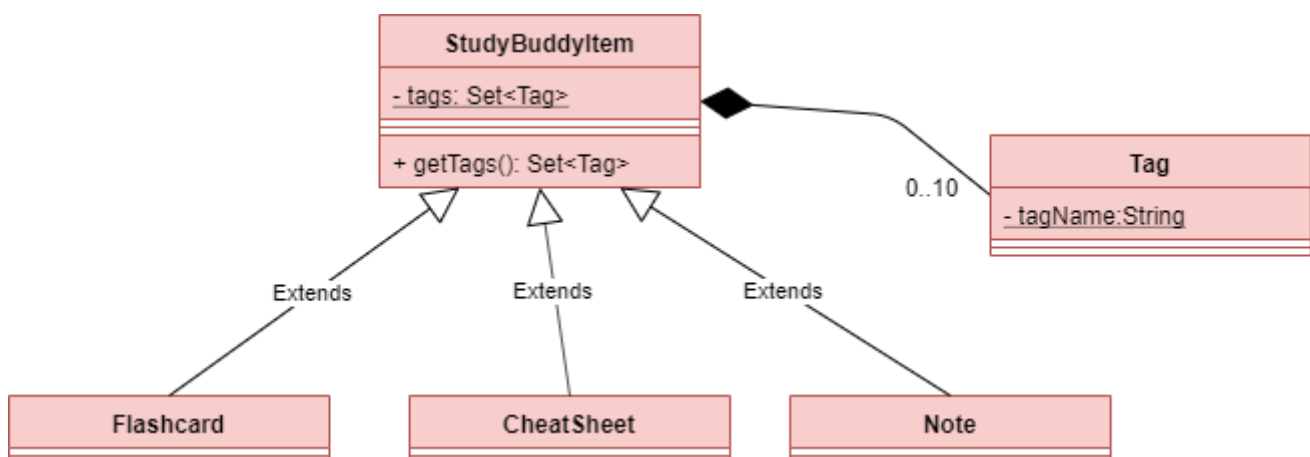 StudyBuddyItem
- tags: Set<Tag>
+ getTags(): Set<Tag>
0..10
Tag
- tagName:String
Extends
Extends
Extends
Flashcard
CheatSheet
Note